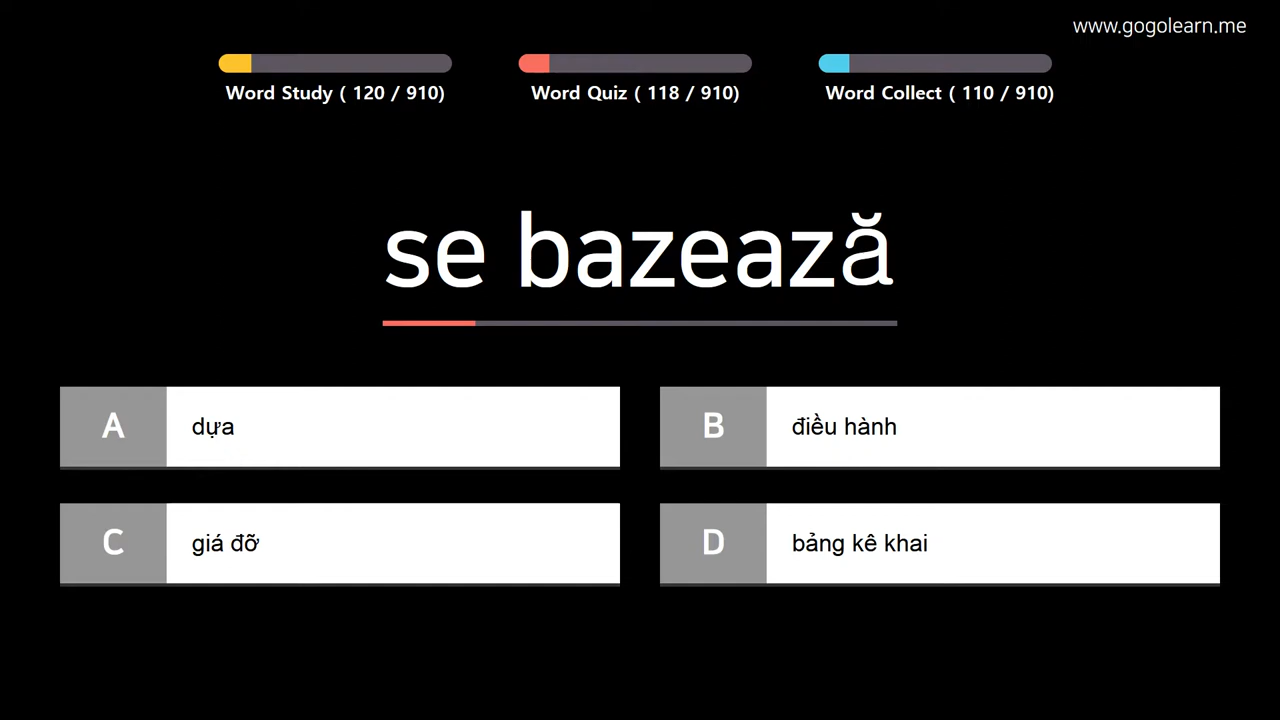 www.gogolearn.me
Word Study ( 120 / 910)
Word Quiz ( 118 / 910)
Word Collect ( 110 / 910)
se bazează
A dựa
B điều hành
C giá đỡ
D bảng kê khai